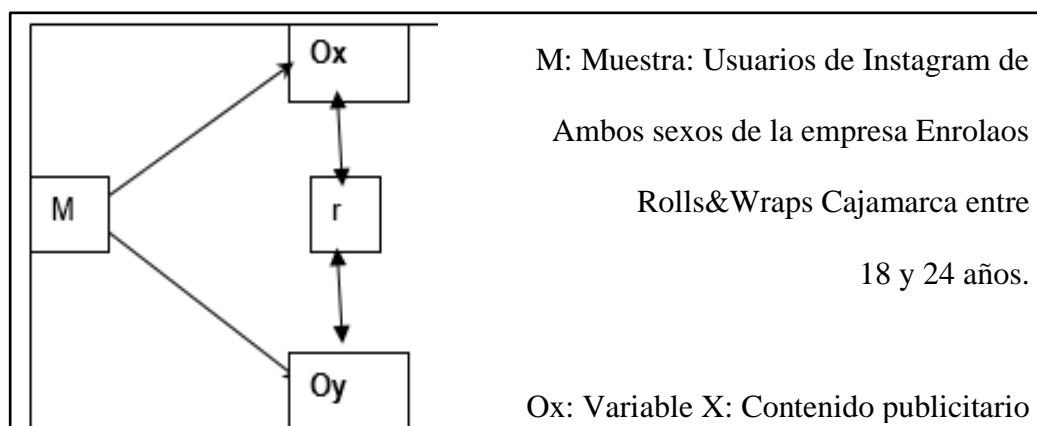 Ox
M
r
Oy
M: Muestra: Usuarios de Instagram de
Ambos sexos de la empresa Enrolaos
Rolls&Wraps Cajamarca entre
18 y 24 años.
Ox: Variable X: Contenido publicitario